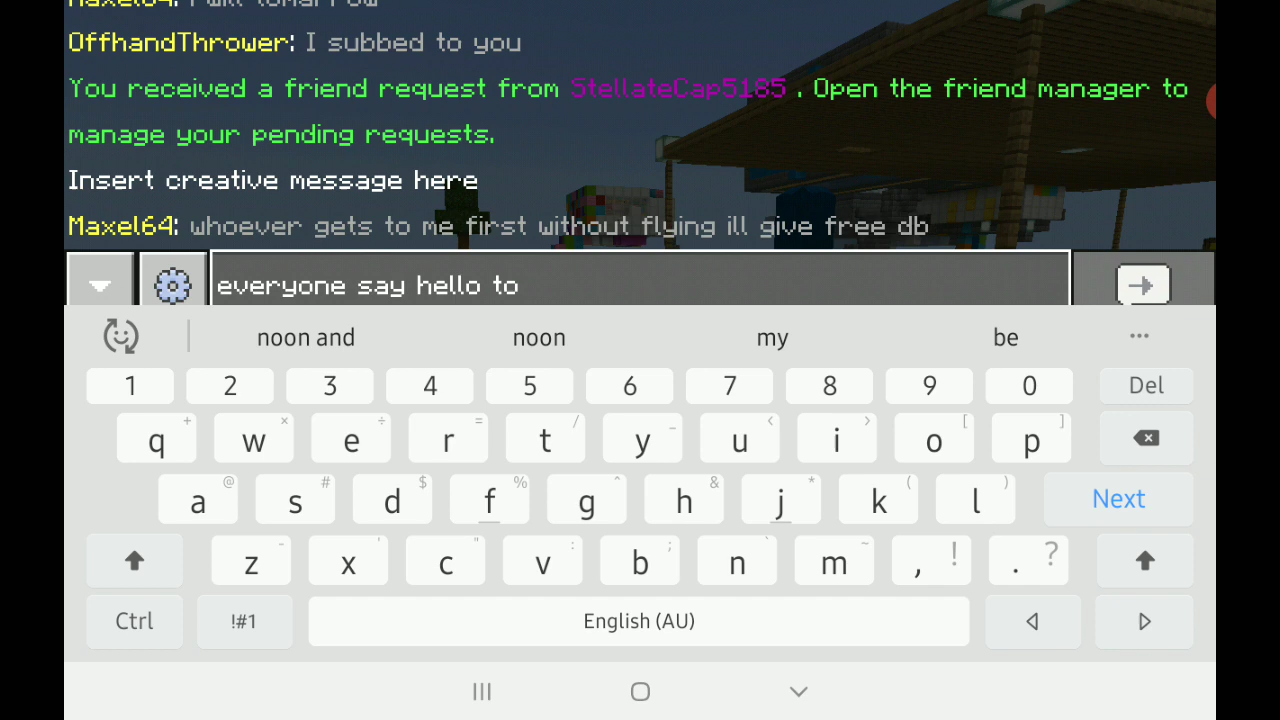 Maxel64: I will tomarrow
OffhandThrower: I subbed to you
You received a friend request from StellateCap5185 . Open the friend manager to
manage your pending requests.
Insert creative message here
Maxel64: whoever gets to me first without flying ill give free db
everyone say hello to
noon and noon my be ...
1 2 3 4 5 6 7 8 9 0 Del
+ × ÷ = / _ < > [ ]
q w e r t y u i o p
@ # $ % ^ & * ( )
a s d f g h j k l Next
- ' " : ; ` ~ ! ?
z x c v b n m , .
Ctrl !#1 English (AU)